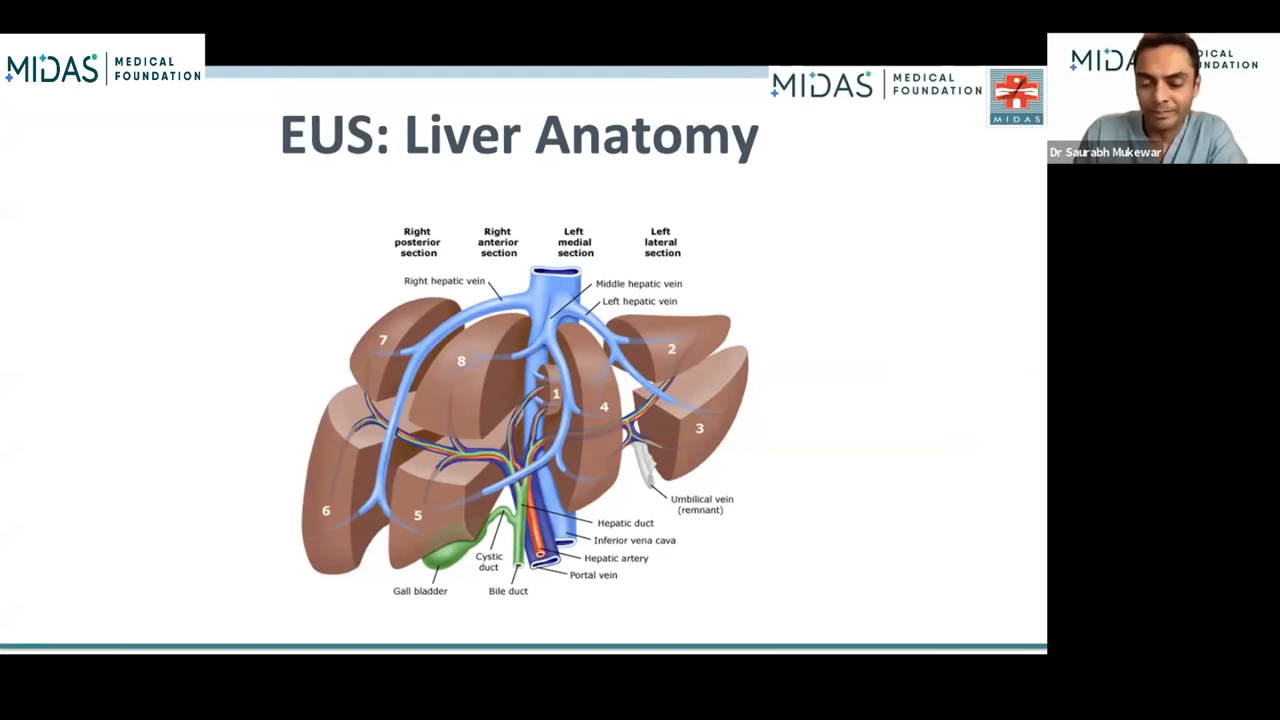 MIDAS MEDICAL
FOUNDATION
MIDAS MEDICAL
FOUNDATION
MIDAS
MIDA DICAL
UNDATION
Dr Saurabh Mukewar
EUS: Liver Anatomy
Right
posterior
section
Right
anterior
section
Left
medial
section
Left
lateral
section
Right hepatic vein
Middle hepatic vein
Left hepatic vein
7
8
1
4
2
3
6
5
Umbilical vein
(remnant)
Hepatic duct
Inferior vena cava
Hepatic artery
Portal vein
Cystic
duct
Gall bladder
Bile duct